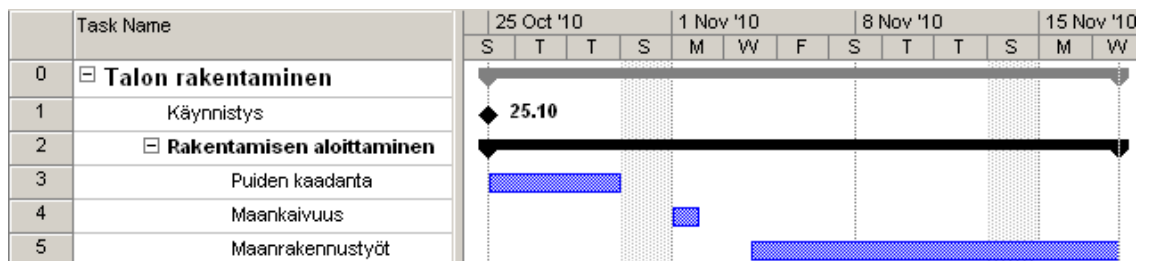 Task Name
25 Oct '10 1 Nov '10 8 Nov '10 15 Nov '10
S T T S M W F S T T S M W
0 Talon rakentaminen
1 Käynnistys 25.10
2 Rakentamisen aloittaminen
3 Puiden kaadanta
4 Maankaivuus
5 Maanrakennustyöt